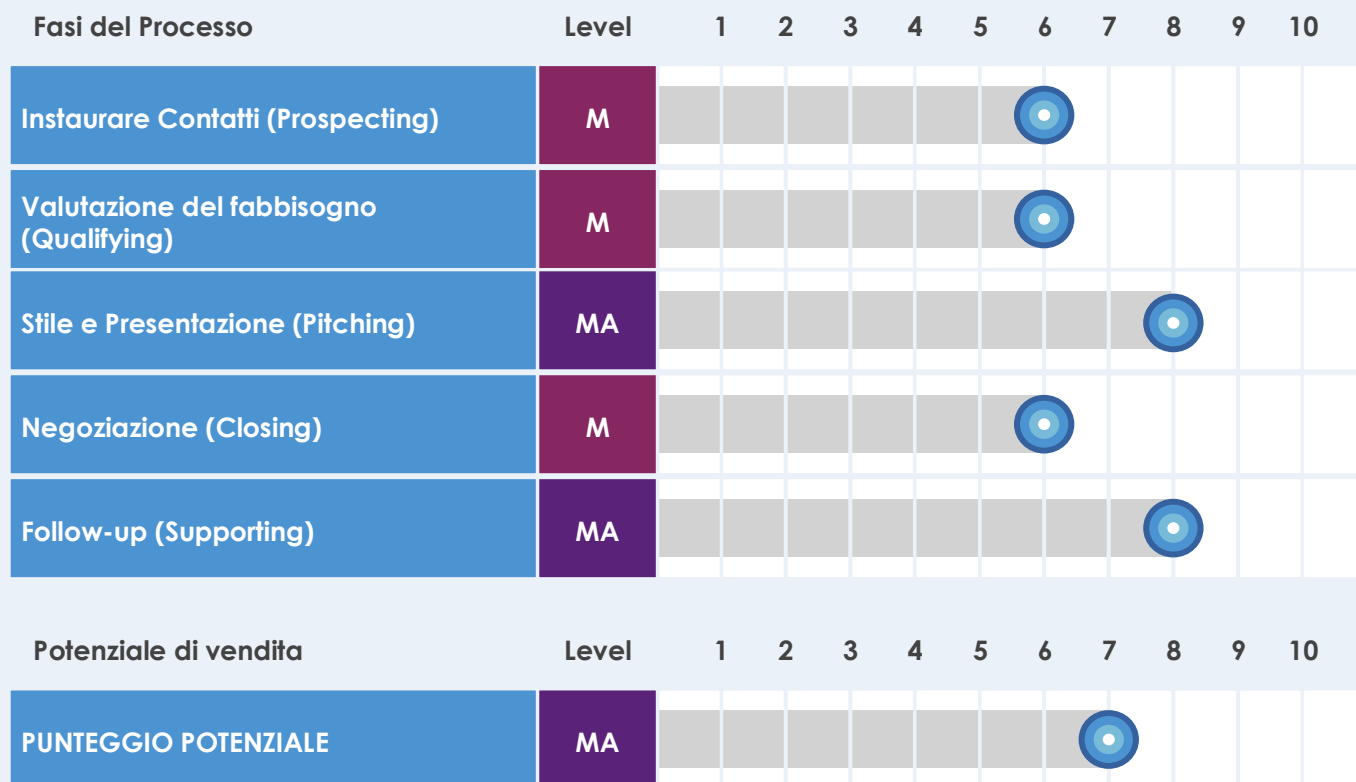 Fasi del Processo Level 1 2 3 4 5 6 7 8 9 10
Instaurare Contatti (Prospecting) M
Valutazione del fabbisogno
(Qualifying) M
Stile e Presentazione (Pitching) MA
Negoziazione (Closing) M
Follow-up (Supporting) MA
Potenziale di vendita Level 1 2 3 4 5 6 7 8 9 10
PUNTEGGIO POTENZIALE MA